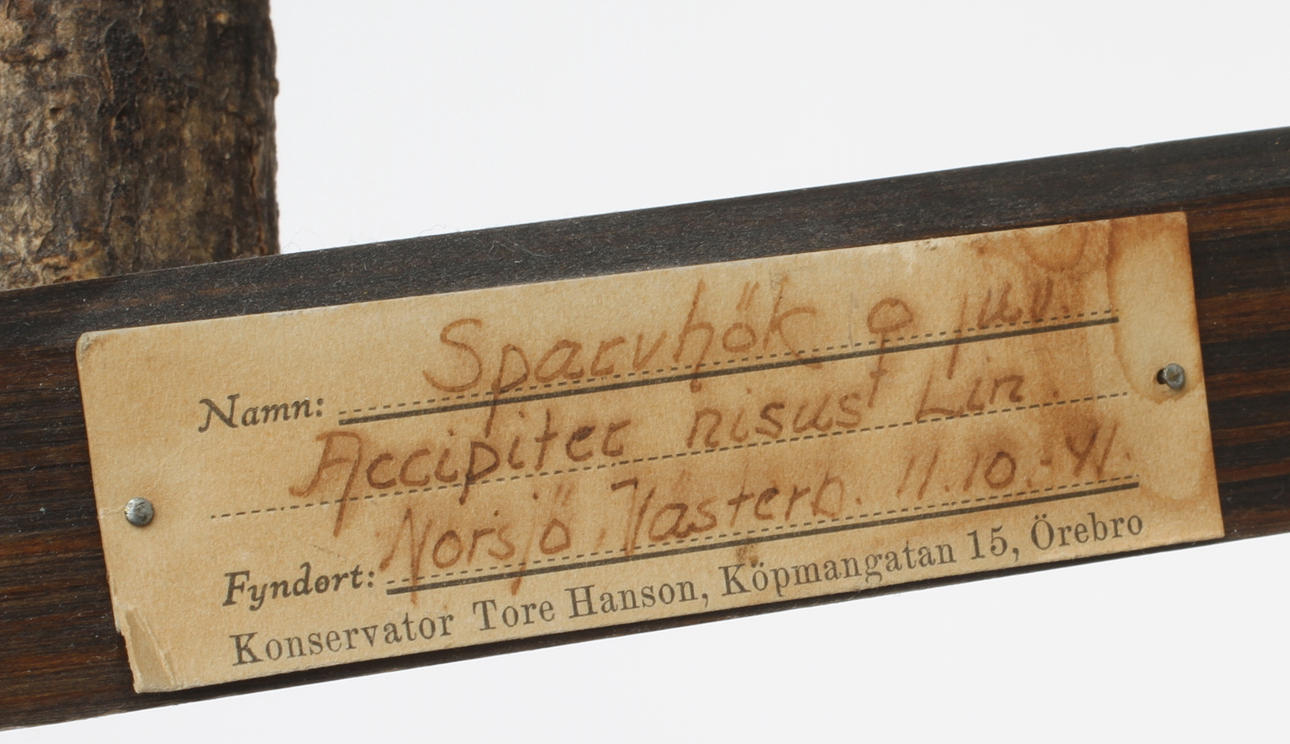 Namn: Sparvhök ♀ juv.
Accipiter nisus Lin.
Fyndort: Norsjö. Västerb. 11.10.-41.
Konservator Tore Hanson, Köpmangatan 15, Örebro